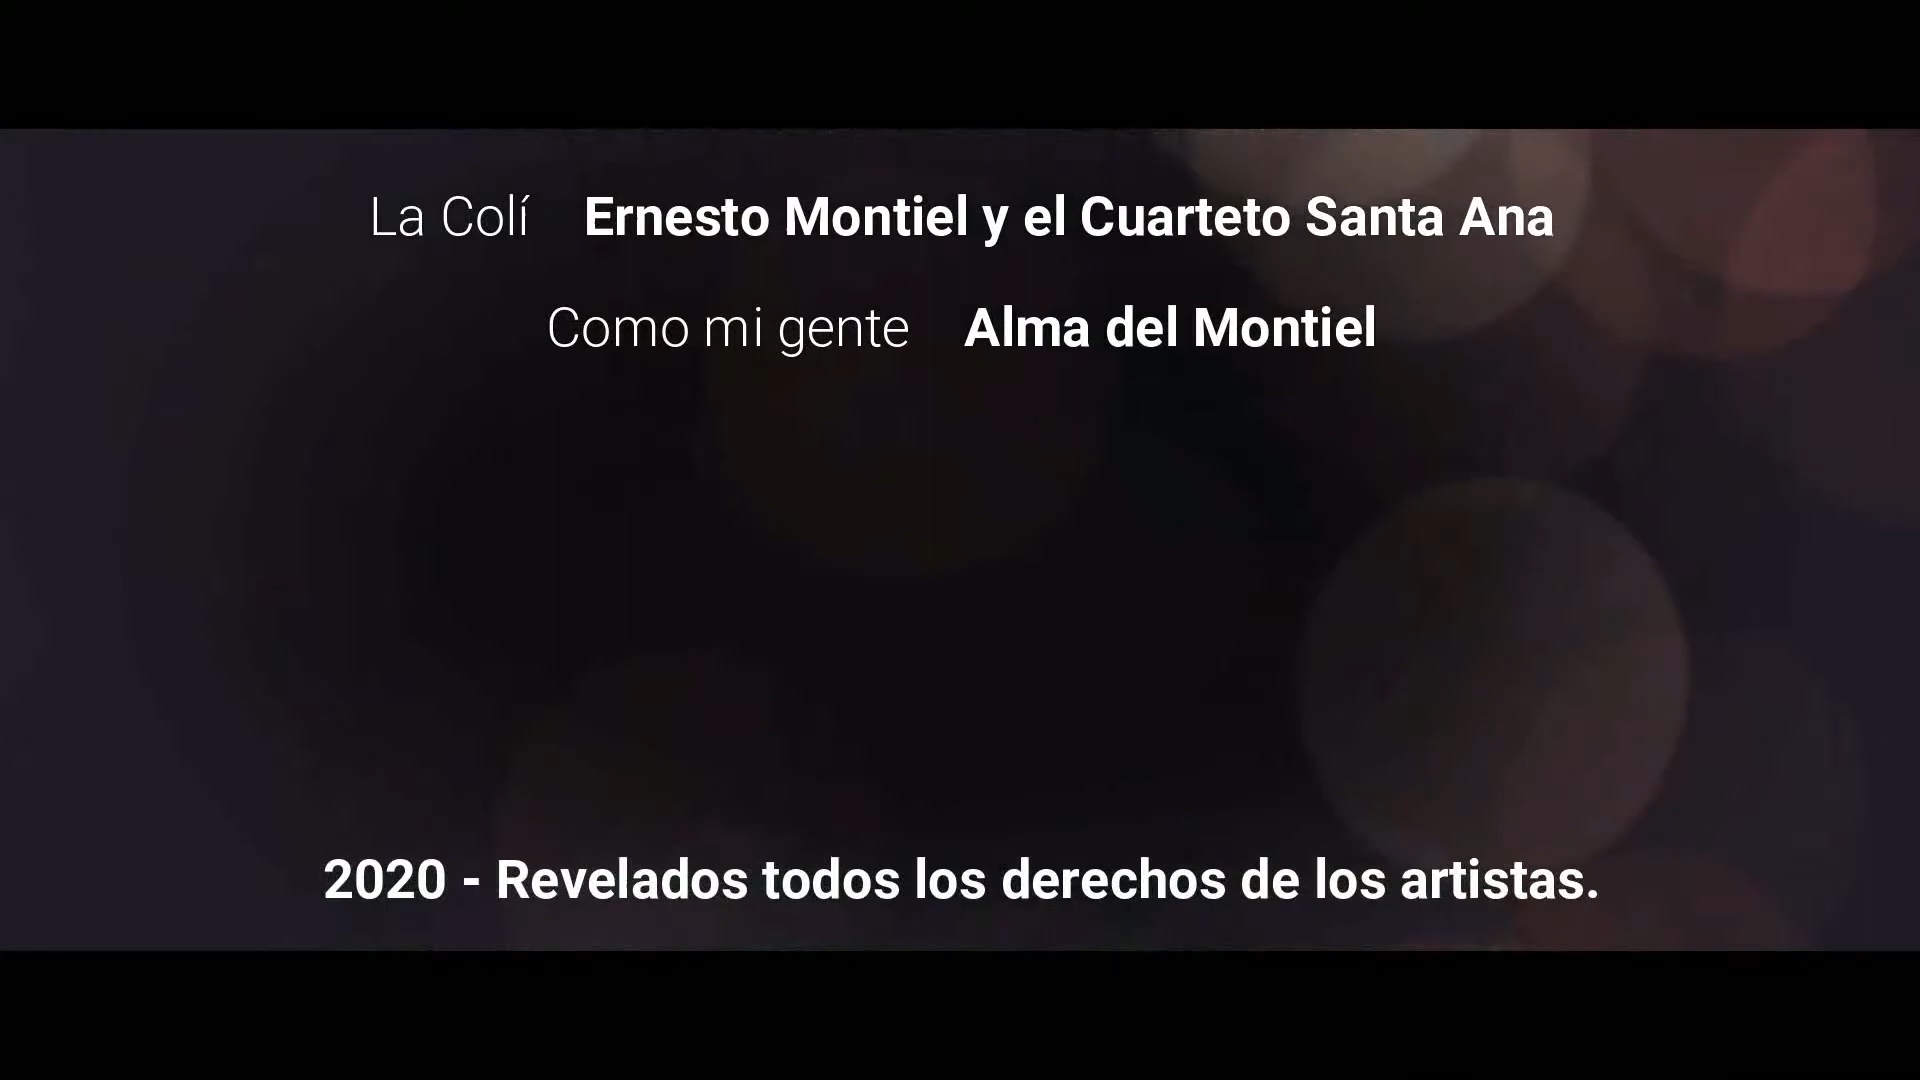 La Colí Ernesto Montiel y el Cuarteto Santa Ana
Como mi gente Alma del Montiel
2020 - Revelados todos los derechos de los artistas.